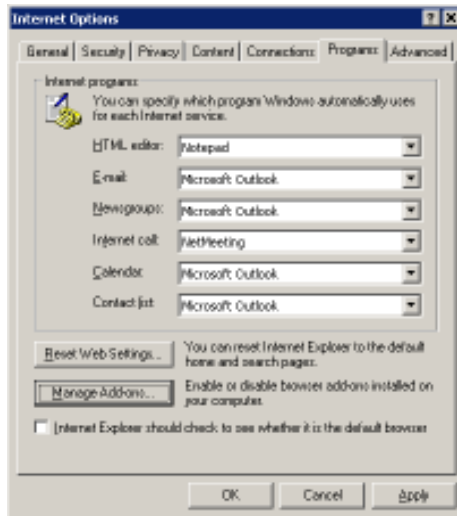 Internet Options
General Security Privacy Content Connections Programs Advanced
Internet programs
You can specify which program Windows automatically uses
for each Internet service.
HTML editor: Notepad
E-mail: Microsoft Outlook
Newsgroups: Microsoft Outlook
Internet call: NetMeeting
Calendar: Microsoft Outlook
Contact list: Microsoft Outlook
Reset Web Settings... You can reset Internet Explorer to the default
home and search pages.
Manage Add-ons... Enable or disable browser add-ons installed on
your computer.
Internet Explorer should check to see whether it is the default browser
OK Cancel Apply